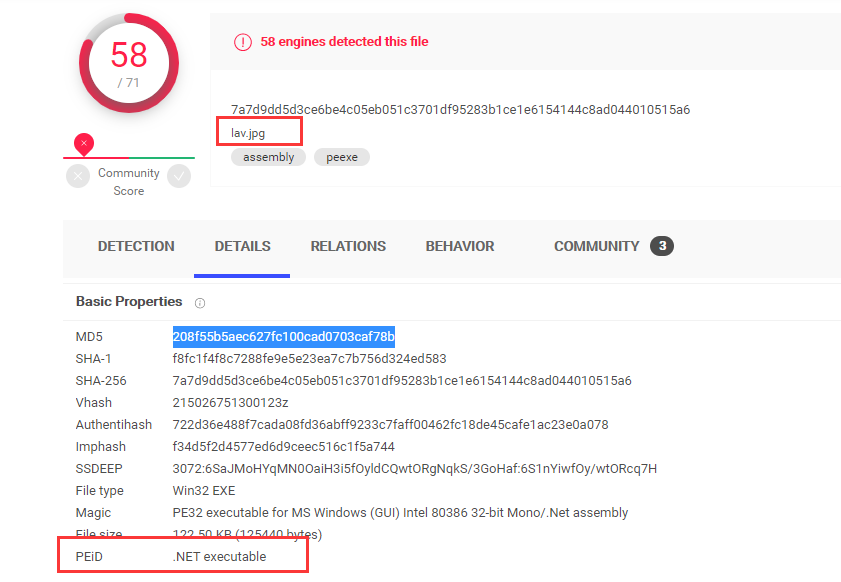 58
/ 71
Community
Score
58 engines detected this file
7a7d9dd5d3ce6be4c05eb051c3701df95283b1ce1e6154144c8ad044010515a6
lav.jpg
assembly peexe
DETECTION DETAILS RELATIONS BEHAVIOR COMMUNITY 3
Basic Properties
MD5 208f55b5aec627fc100cad0703caf78b
SHA-1 f8fc1f4f8c7288fe9e5e23ea7c7b756d324ed583
SHA-256 7a7d9dd5d3ce6be4c05eb051c3701df95283b1ce1e6154144c8ad044010515a6
Vhash 215026751300123z
Authentihash 722d36e488f7cada08fd36abff9233c7faff00462fc18de45cafe1ac23e0a078
Imphash f34d5f2d4577ed6d9ceec516c1f5a744
SSDEEP 3072:6SaJMoHYqMN0OaiH3i5fOyldCQwtORgNqkS/3GoHaf:6S1nYiwfOy/wtORcq7H
File type Win32 EXE
Magic PE32 executable for MS Windows (GUI) Intel 80386 32-bit Mono/.Net assembly
File size 122.50 KB (125440 bytes)
PEiD .NET executable